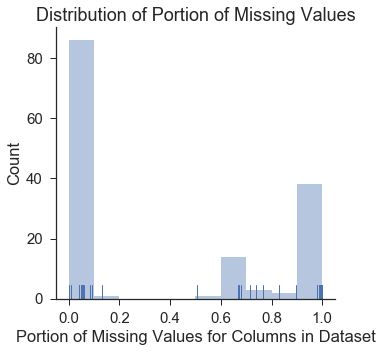 Distribution of Portion of Missing Values
80
60
40
20
0
Count
0.0 0.2 0.4 0.6 0.8 1.0
Portion of Missing Values for Columns in Dataset